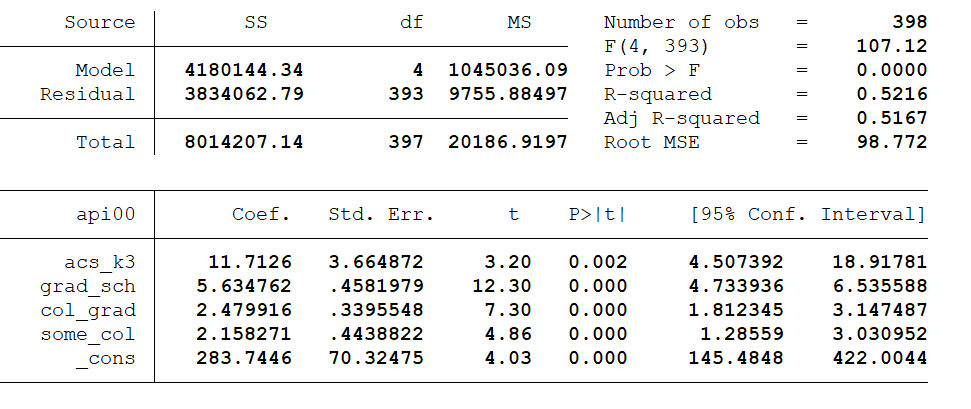 Source SS df MS Number of obs = 398
F(4, 393) = 107.12
Model 4180144.34 4 1045036.09 Prob > F = 0.0000
Residual 3834062.79 393 9755.88497 R-squared = 0.5216
Adj R-squared = 0.5167
Total 8014207.14 397 20186.9197 Root MSE = 98.772
api00 Coef. Std. Err. t P>|t| [95% Conf. Interval]
acs_k3 11.7126 3.664872 3.20 0.002 4.507392 18.91781
grad_sch 5.634762 .4581979 12.30 0.000 4.733936 6.535588
col_grad 2.479916 .3395548 7.30 0.000 1.812345 3.147487
some_col 2.158271 .4438822 4.86 0.000 1.28559 3.030952
_cons 283.7446 70.32475 4.03 0.000 145.4848 422.0044